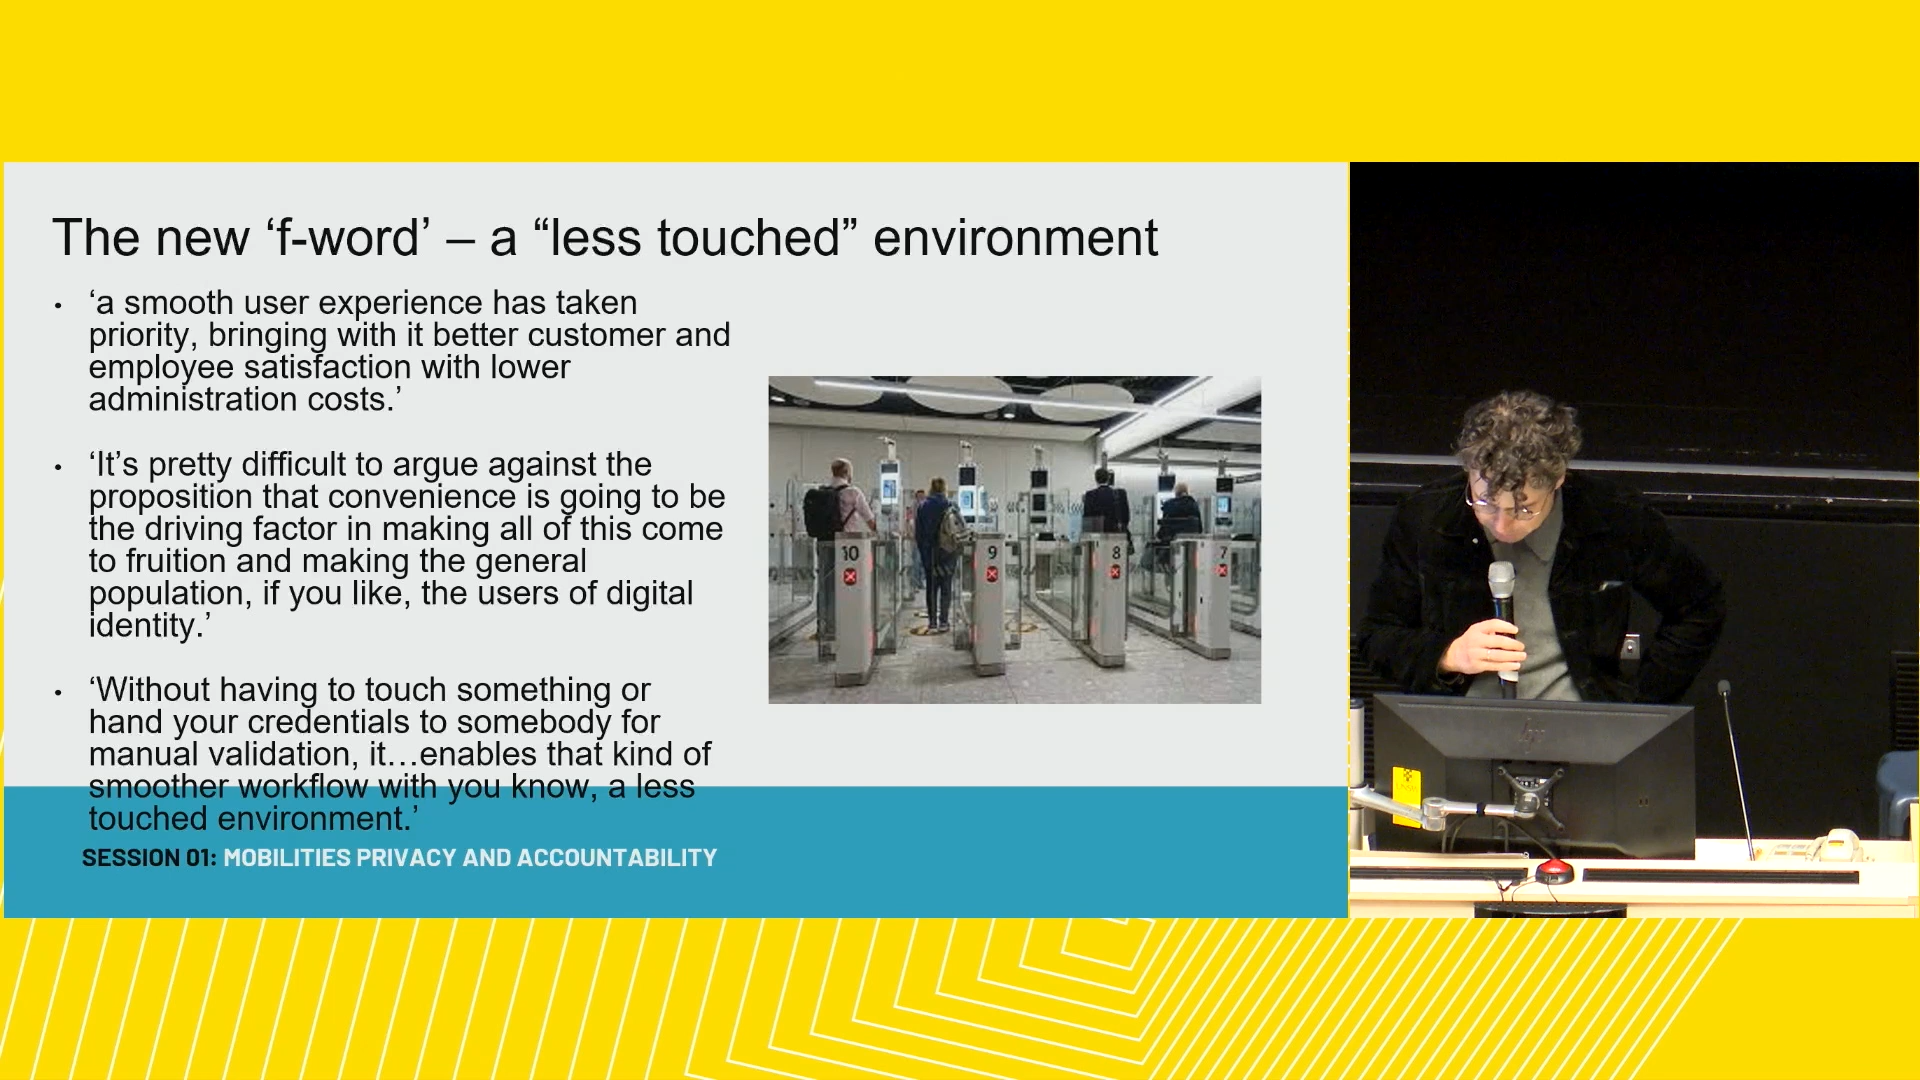 The new ‘f-word’ – a “less touched” environment
• ‘a smooth user experience has taken
priority, bringing with it better customer and
employee satisfaction with lower
administration costs.’
• ‘It’s pretty difficult to argue against the
proposition that convenience is going to be
the driving factor in making all of this come
to fruition and making the general
population, if you like, the users of digital
identity.’
• ‘Without having to touch something or
hand your credentials to somebody for
manual validation, it…enables that kind of
smoother workflow with you know, a less
touched environment.’
SESSION 01: MOBILITIES PRIVACY AND ACCOUNTABILITY
10
9
8
7
hp